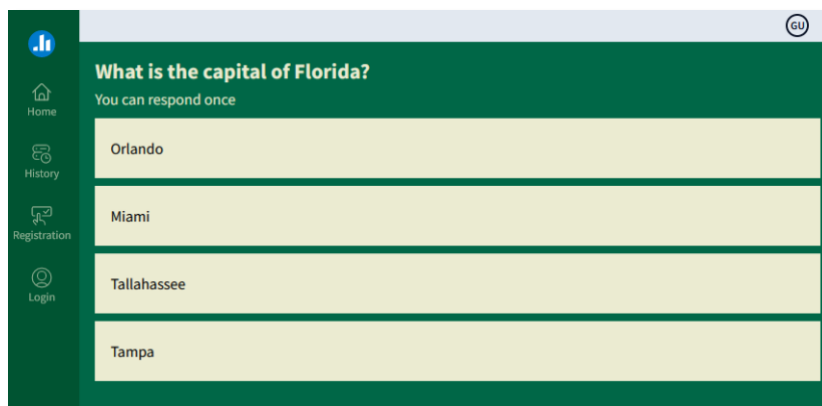 GU
Home
History
Registration
Login
What is the capital of Florida?
You can respond once
Orlando
Miami
Tallahassee
Tampa